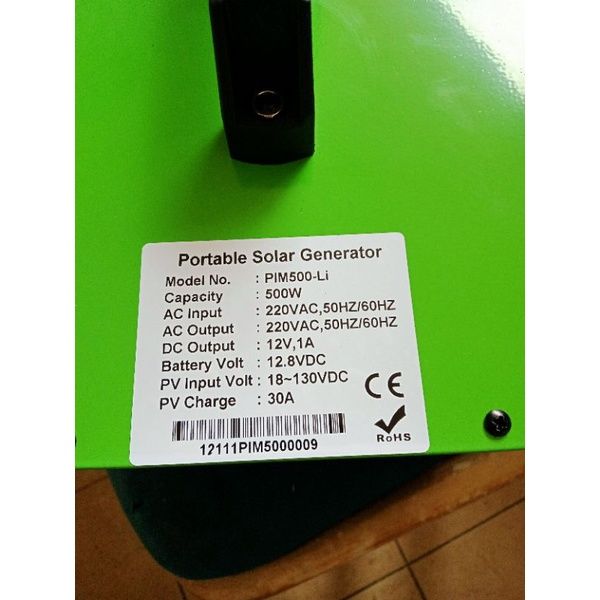 Portable Solar Generator
Model No. : PIM500-Li
Capacity : 500W
AC Input : 220VAC,50HZ/60HZ
AC Output : 220VAC,50HZ/60HZ
DC Output : 12V,1A
Battery Volt : 12.8VDC
PV Input Volt : 18~130VDC
PV Charge : 30A
CE
RoHS
12111PIM5000009